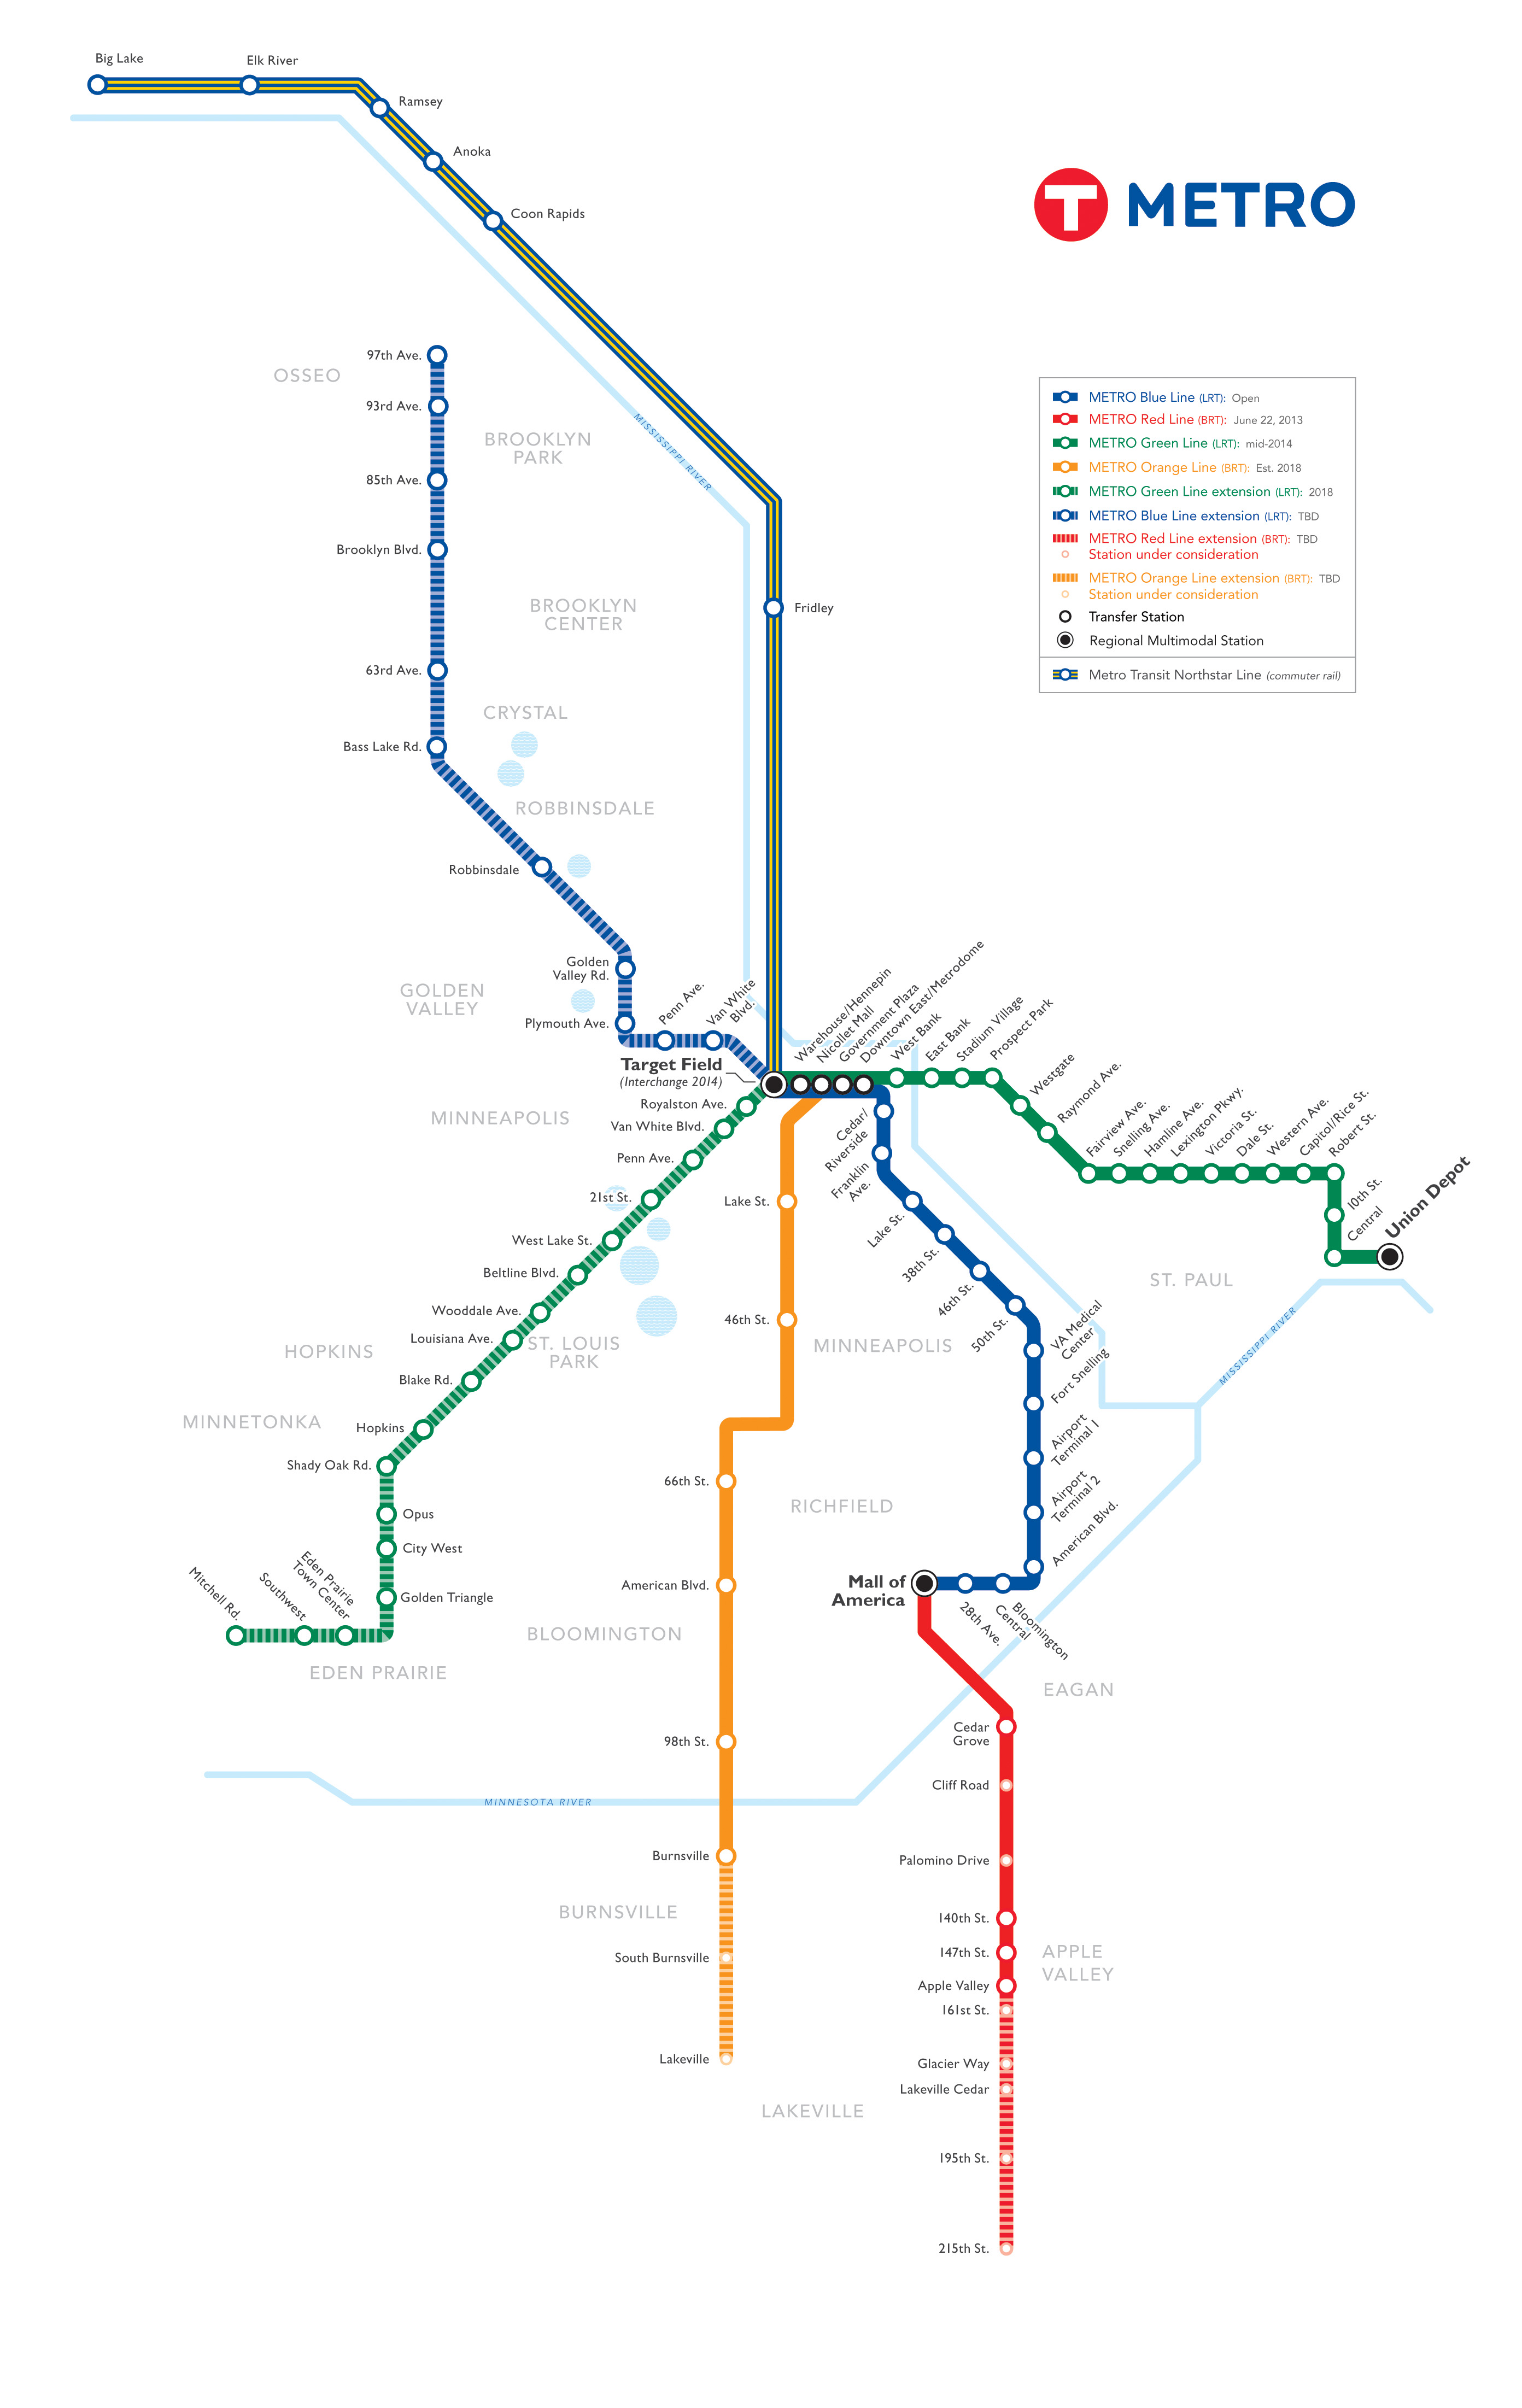 Big Lake
Elk River
Ramsey
Anoka
Coon Rapids
T METRO
97th Ave.
OSSEO
93rd Ave.
BROOKLYN
PARK
MISSISSIPPI RIVER
85th Ave.
Brooklyn Blvd.
BROOKLYN
CENTER
Fridley
63rd Ave.
CRYSTAL
Bass Lake Rd.
ROBBINSDALE
Robbinsdale
METRO Blue Line (LRT): Open
METRO Red Line (BRT): June 22, 2013
METRO Green Line (LRT): mid-2014
METRO Orange Line (BRT): Est. 2018
METRO Green Line extension (LRT): 2018
METRO Blue Line extension (LRT): TBD
METRO Red Line extension (BRT): TBD
Station under consideration
METRO Orange Line extension (BRT): TBD
Station under consideration
Transfer Station
Regional Multimodal Station
Metro Transit Northstar Line (commuter rail)
Golden
Valley Rd.
GOLDEN
VALLEY
Plymouth Ave.
Penn Ave.
Van White
Blvd.
Target Field
(Interchange 2014)
Warehouse/Hennepin
Nicollet Mall
Government Plaza
Downtown East/Metrodome
West Bank
East Bank
Stadium Village
Prospect Park
Westgate
Raymond Ave.
Fairview Ave.
Snelling Ave.
Hamline Ave.
Lexington Pkwy.
Victoria St.
Dale St.
Western Ave.
Capitol/Rice St.
Robert St.
10th St.
Central
Union Depot
ST. PAUL
MISSISSIPPI RIVER
MINNEAPOLIS
Royalston Ave.
Van White Blvd.
Penn Ave.
21st St.
West Lake St.
Beltline Blvd.
Wooddale Ave.
Louisiana Ave.
ST. LOUIS
PARK
HOPKINS
Blake Rd.
MINNETONKA
Hopkins
Shady Oak Rd.
Opus
City West
Golden Triangle
Eden Prairie
Town Center
Southwest
Mitchell Rd.
EDEN PRAIRIE
Lake St.
46th St.
66th St.
American Blvd.
BLOOMINGTON
98th St.
MINNESOTA RIVER
Burnsville
BURNSVILLE
South Burnsville
Lakeville
LAKEVILLE
Cedar/
Riverside
Franklin
Ave.
Lake St.
38th St.
46th St.
50th St.
MINNEAPOLIS
VA Medical
Center
Fort Snelling
Airport
Terminal 1
Airport
Terminal 2
American Blvd.
RICHFIELD
Bloomington
Central
28th Ave.
Mall of
America
EAGAN
Cedar
Grove
Cliff Road
Palomino Drive
140th St.
147th St.
APPLE
VALLEY
Apple Valley
161st St.
Glacier Way
Lakeville Cedar
195th St.
215th St.